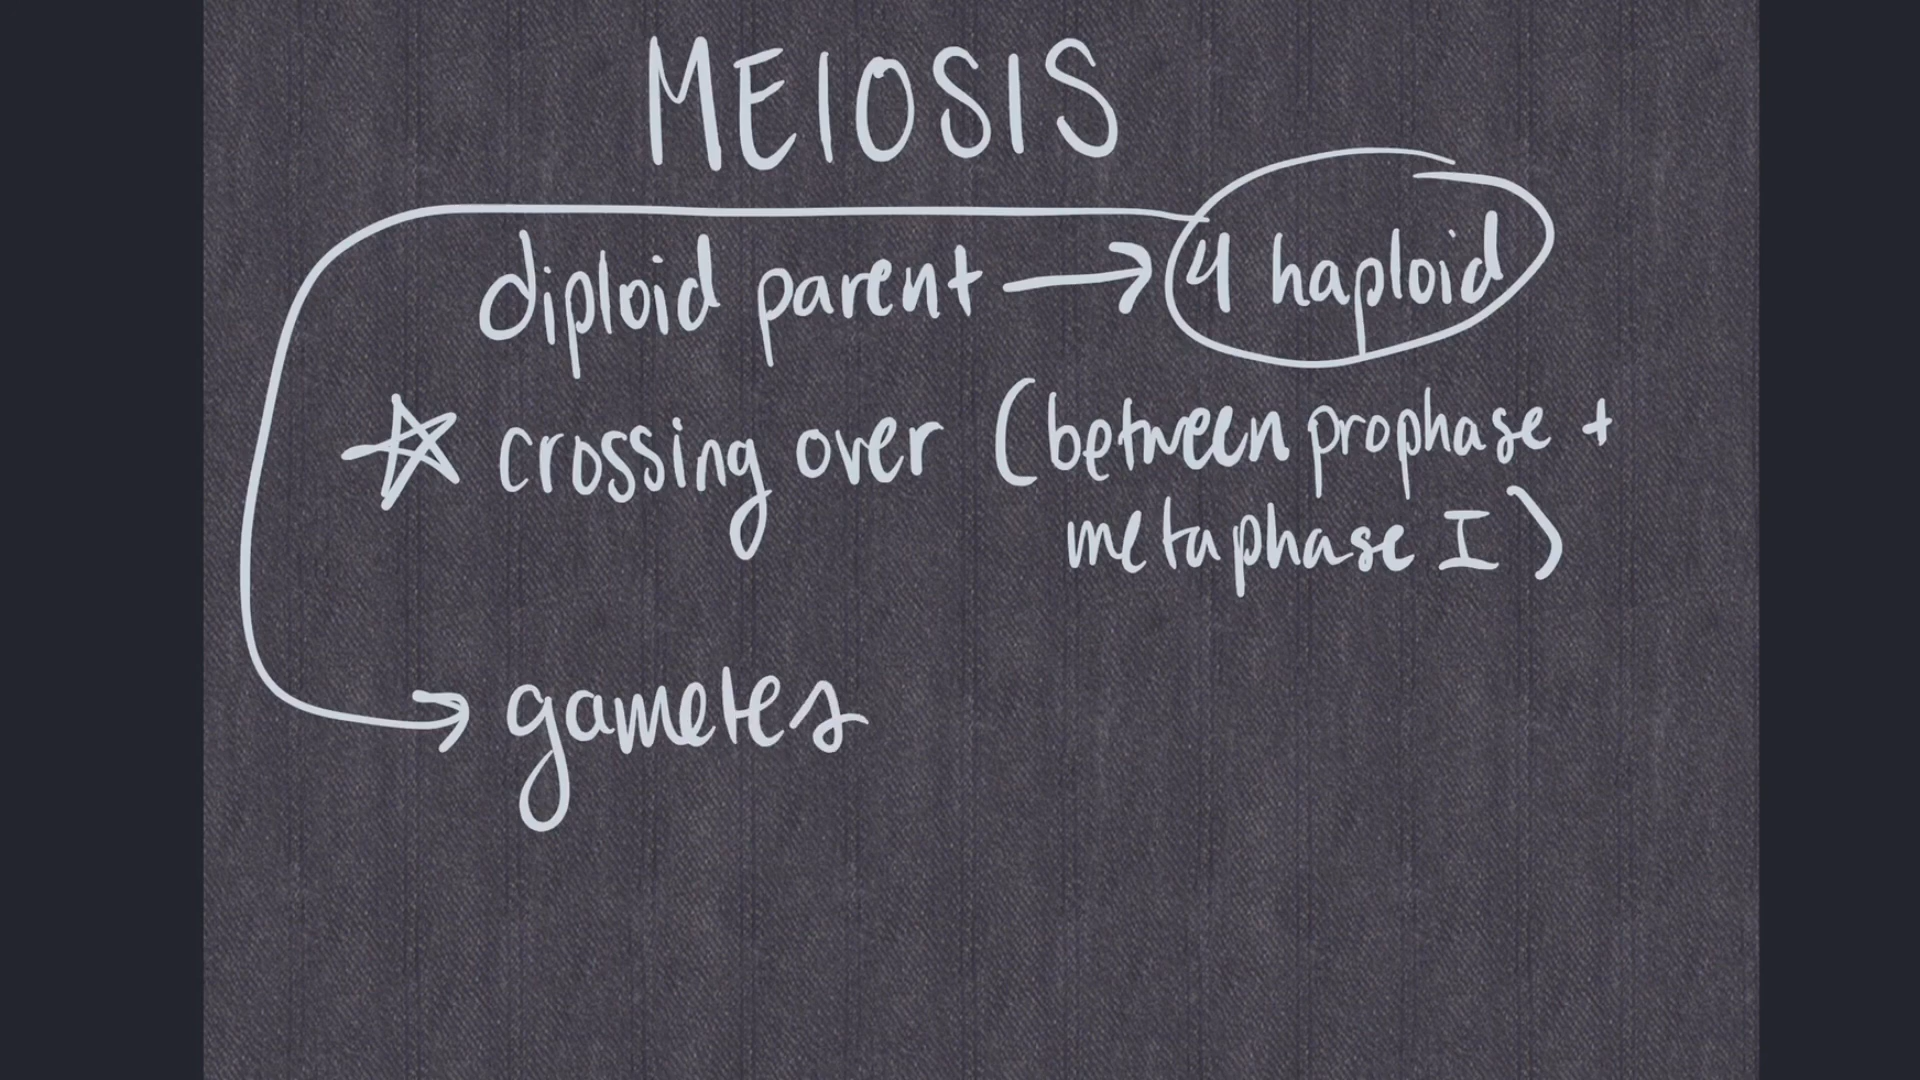 MEIOSIS
diploid parent → 4 haploid
☆ crossing over (between prophase +
metaphase I)
→ gametes